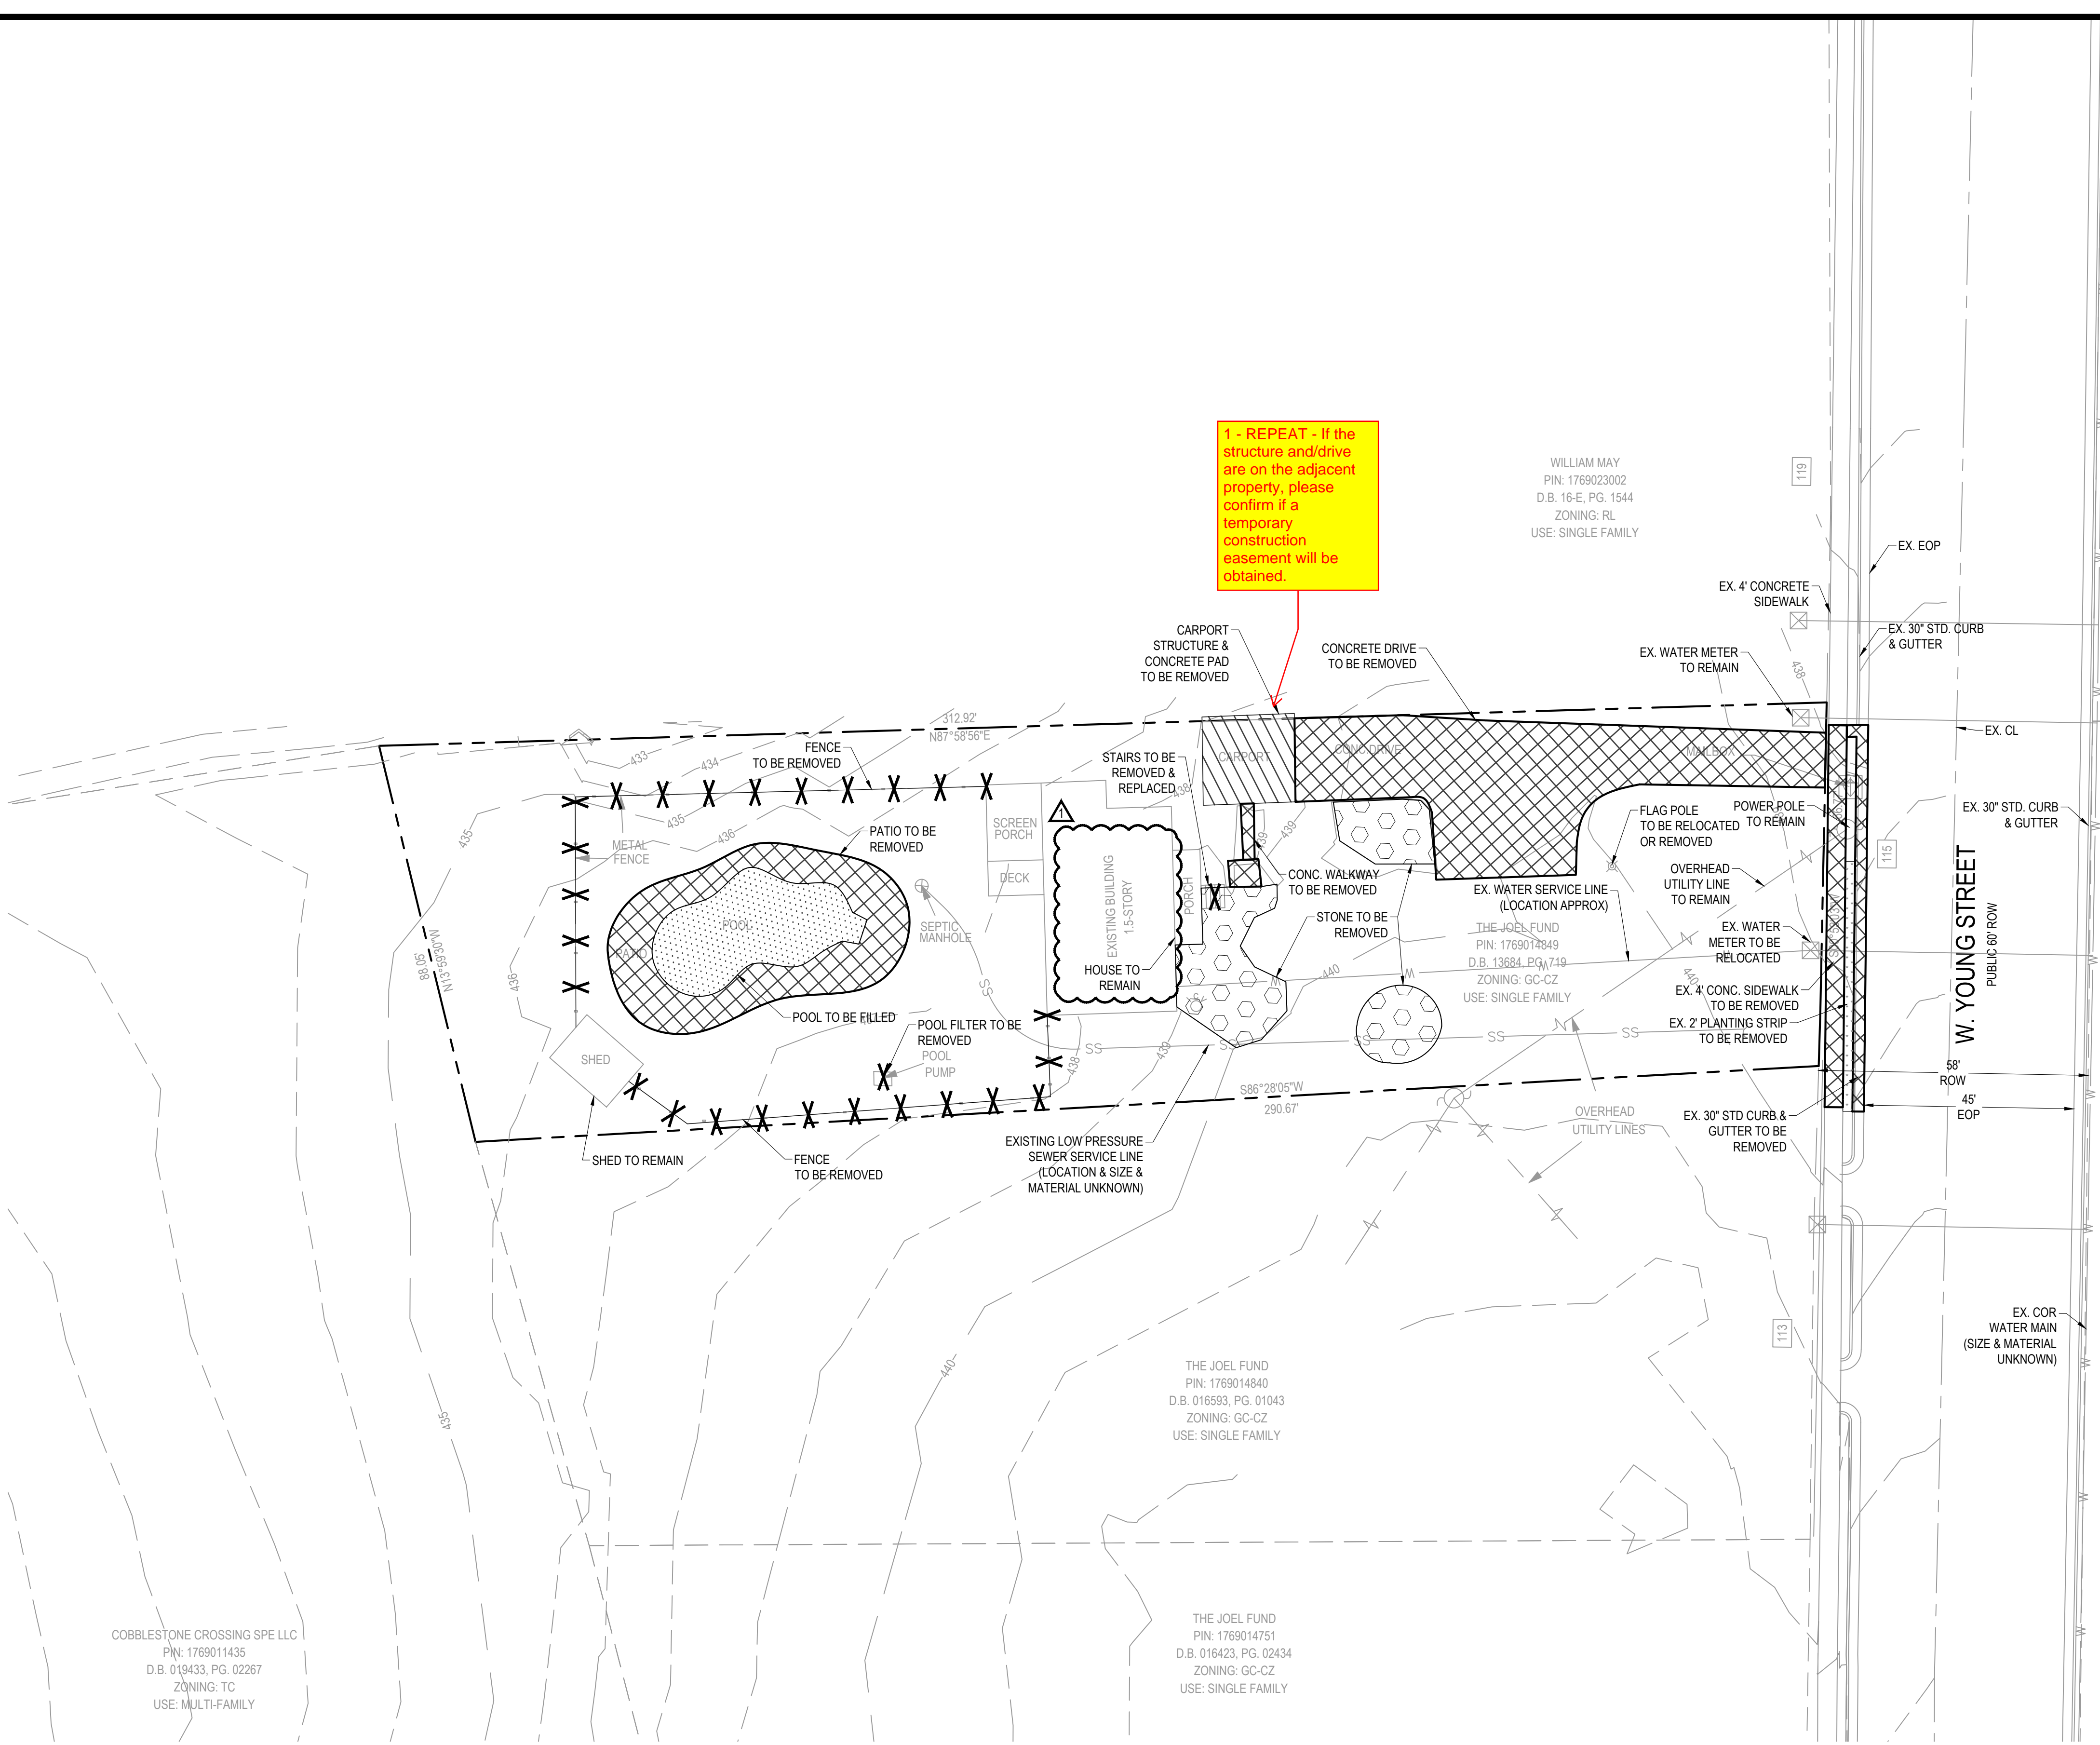 1 - REPEAT - If the
structure and/drive
are on the adjacent
property, please
confirm if a
temporary
construction
easement will be
obtained.
WILLIAM MAY
PIN: 1769023002
D.B. 16-E, PG. 1544
ZONING: RL
USE: SINGLE FAMILY
119
EX. EOP
EX. 4' CONCRETE
SIDEWALK
EX. 30" STD. CURB
& GUTTER
CARPORT
STRUCTURE &
CONCRETE PAD
TO BE REMOVED
CONCRETE DRIVE
TO BE REMOVED
EX. WATER METER
TO REMAIN
438
312.92'
N87°58'56"E
EX. CL
FENCE
TO BE REMOVED
433
434
435
436
STAIRS TO BE
REMOVED &
REPLACED
438
CARPORT
CONC.DRIVE
MAILBOX
METAL
FENCE
PATIO TO BE
REMOVED
SCREEN
PORCH
DECK
1
EXISTING BUILDING
1.5-STORY
PORCH
439
439
FLAG POLE
TO BE RELOCATED
OR REMOVED
POWER POLE
TO REMAIN
EX. 30" STD. CURB
& GUTTER
115
435
CONC. WALKWAY
TO BE REMOVED
EX. WATER SERVICE LINE
(LOCATION APPROX)
OVERHEAD
UTILITY LINE
TO REMAIN
STONE TO BE
REMOVED
THE JOEL FUND
PIN: 1769014849
D.B. 13684, PG. 719
ZONING: GC-CZ
USE: SINGLE FAMILY
EX. WATER
METER TO BE
RELOCATED
W. YOUNG STREET
PUBLIC 60' ROW
POOL
PATIO
SEPTIC
MANHOLE
88.05'
N13°59'30"W
436
HOUSE TO
REMAIN
440
440
W
W
W
EX. 4' CONC. SIDEWALK
TO BE REMOVED
EX. 2' PLANTING STRIP
TO BE REMOVED
SS
POOL TO BE FILLED
POOL FILTER TO BE
REMOVED
POOL
PUMP
SHED
SS
SS
SS
SS
SS
438
439
58'
ROW
45'
EOP
S86°28'05"W
290.67'
OVERHEAD
UTILITY LINES
EX. 30" STD CURB &
GUTTER TO BE
REMOVED
EXISTING LOW PRESSURE
SEWER SERVICE LINE
(LOCATION & SIZE &
MATERIAL UNKNOWN)
SHED TO REMAIN
FENCE
TO BE REMOVED
113
EX. COR
WATER MAIN
(SIZE & MATERIAL
UNKNOWN)
440
435
THE JOEL FUND
PIN: 1769014840
D.B. 016593, PG. 01043
ZONING: GC-CZ
USE: SINGLE FAMILY
THE JOEL FUND
PIN: 1769014751
D.B. 016423, PG. 02434
ZONING: GC-CZ
USE: SINGLE FAMILY
COBBLESTONE CROSSING SPE LLC
PIN: 1769011435
D.B. 019433, PG. 02267
ZONING: TC
USE: MULTI-FAMILY